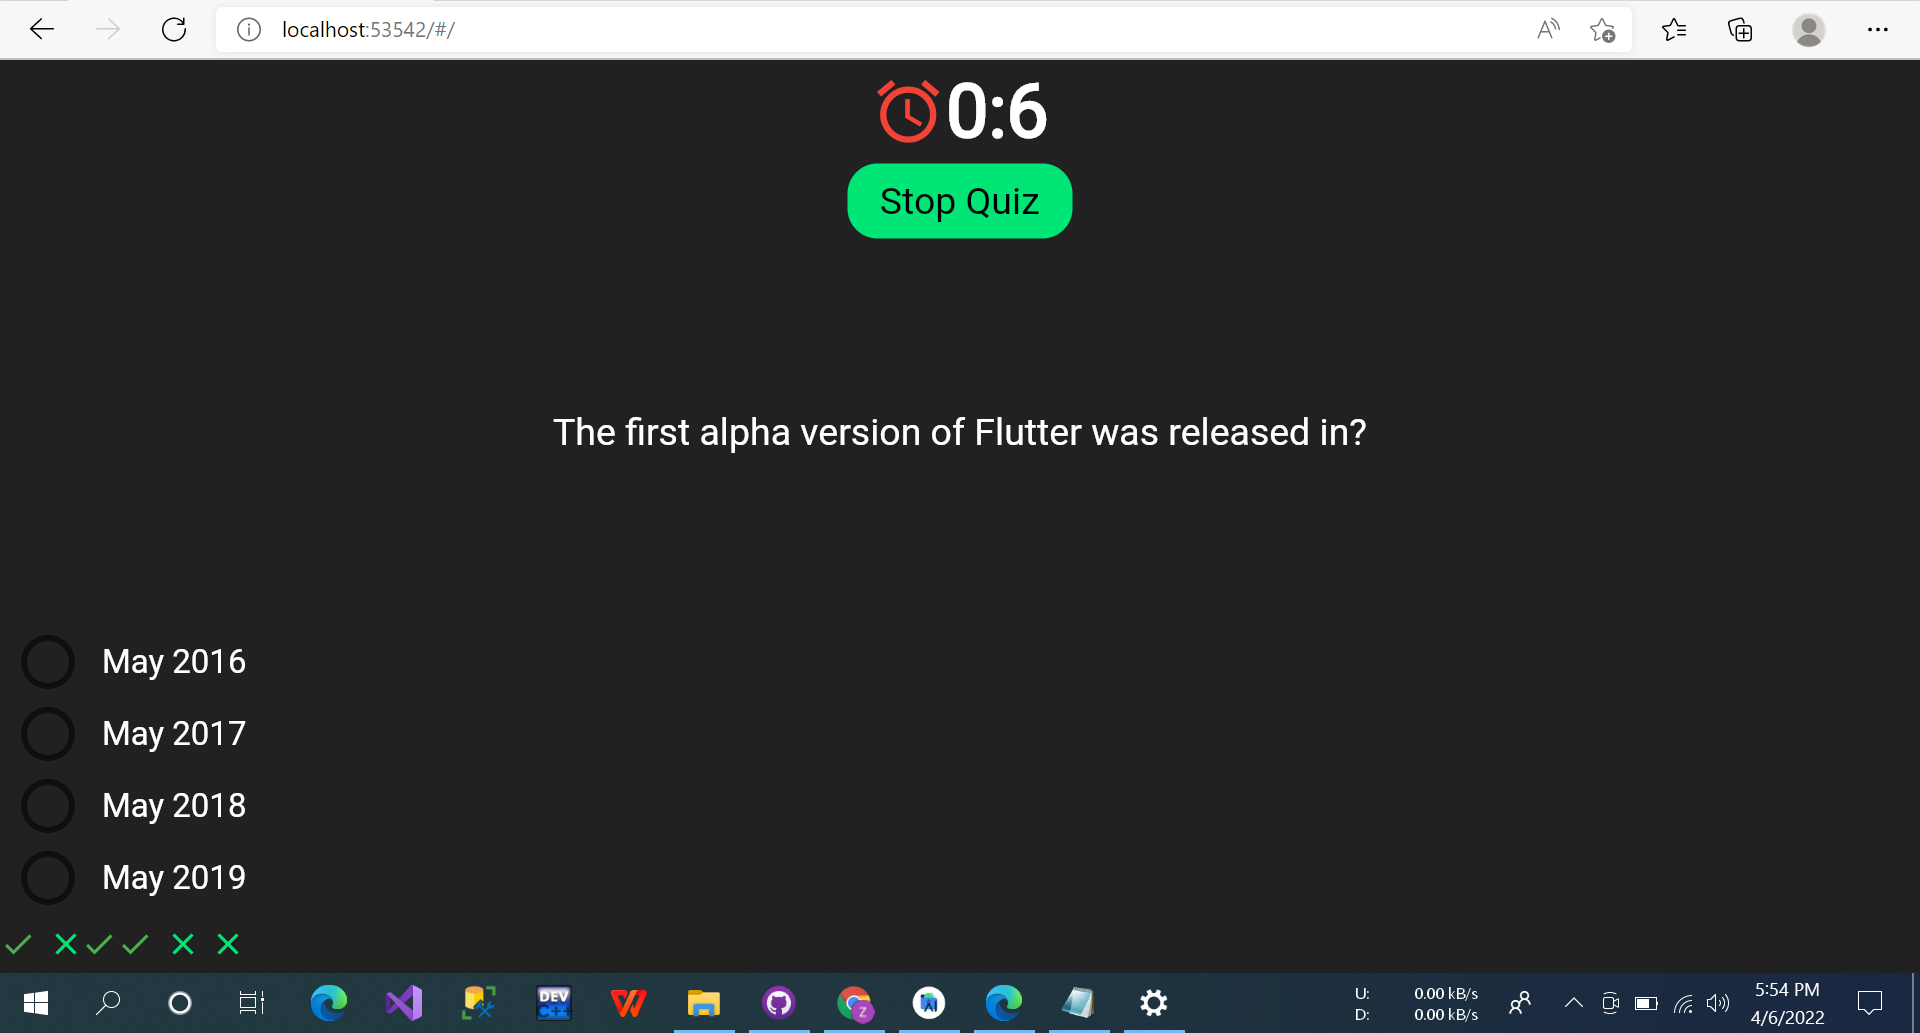 localhost:53542/#/
0:6
Stop Quiz
The first alpha version of Flutter was released in?
May 2016
May 2017
May 2018
May 2019
DEV
C++
Z
U: 0.00 kB/s
D: 0.00 kB/s
5:54 PM
4/6/2022